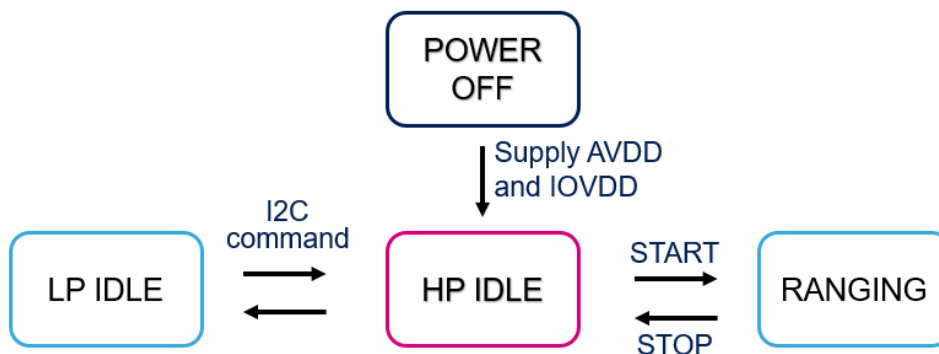 POWER
OFF
Supply AVDD
and IOVDD
I2C
command
LP IDLE
HP IDLE
START
STOP
RANGING